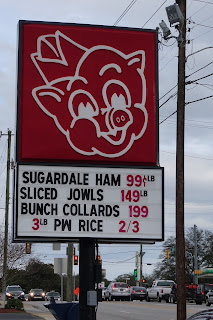 SUGARDALE HAM 99¢LB
SLICED JOWLS 149LB
BUNCH COLLARDS 199
3LB PW RICE 2/3